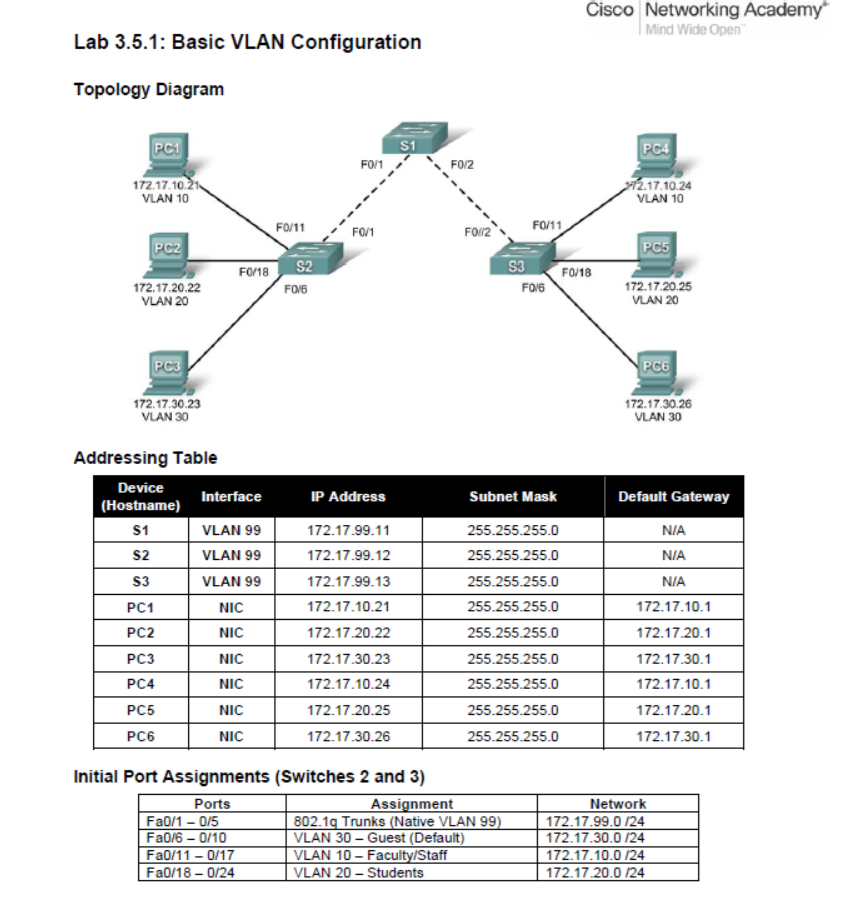 Cisco Networking Academy
Mind Wide Open
Lab 3.5.1: Basic VLAN Configuration
Topology Diagram
PC1
172.17.10.21
VLAN 10
PC2
172.17.20.22
VLAN 20
PC3
172.17.30.23
VLAN 30
S1
F0/1
F0/2
F0/11
F0/1
F0/18
S2
F0/6
F0//2
F0/11
S3
F0/18
F0/6
PC4
172.17.10.24
VLAN 10
PC5
172.17.20.25
VLAN 20
PC6
172.17.30.26
VLAN 30
Addressing Table
Device (Hostname) Interface IP Address Subnet Mask Default Gateway
S1 VLAN 99 172.17.99.11 255.255.255.0 N/A
S2 VLAN 99 172.17.99.12 255.255.255.0 N/A
S3 VLAN 99 172.17.99.13 255.255.255.0 N/A
PC1 NIC 172.17.10.21 255.255.255.0 172.17.10.1
PC2 NIC 172.17.20.22 255.255.255.0 172.17.20.1
PC3 NIC 172.17.30.23 255.255.255.0 172.17.30.1
PC4 NIC 172.17.10.24 255.255.255.0 172.17.10.1
PC5 NIC 172.17.20.25 255.255.255.0 172.17.20.1
PC6 NIC 172.17.30.26 255.255.255.0 172.17.30.1
Initial Port Assignments (Switches 2 and 3)
Ports Assignment Network
Fa0/1 – 0/5 802.1q Trunks (Native VLAN 99) 172.17.99.0 /24
Fa0/6 – 0/10 VLAN 30 – Guest (Default) 172.17.30.0 /24
Fa0/11 – 0/17 VLAN 10 – Faculty/Staff 172.17.10.0 /24
Fa0/18 – 0/24 VLAN 20 – Students 172.17.20.0 /24